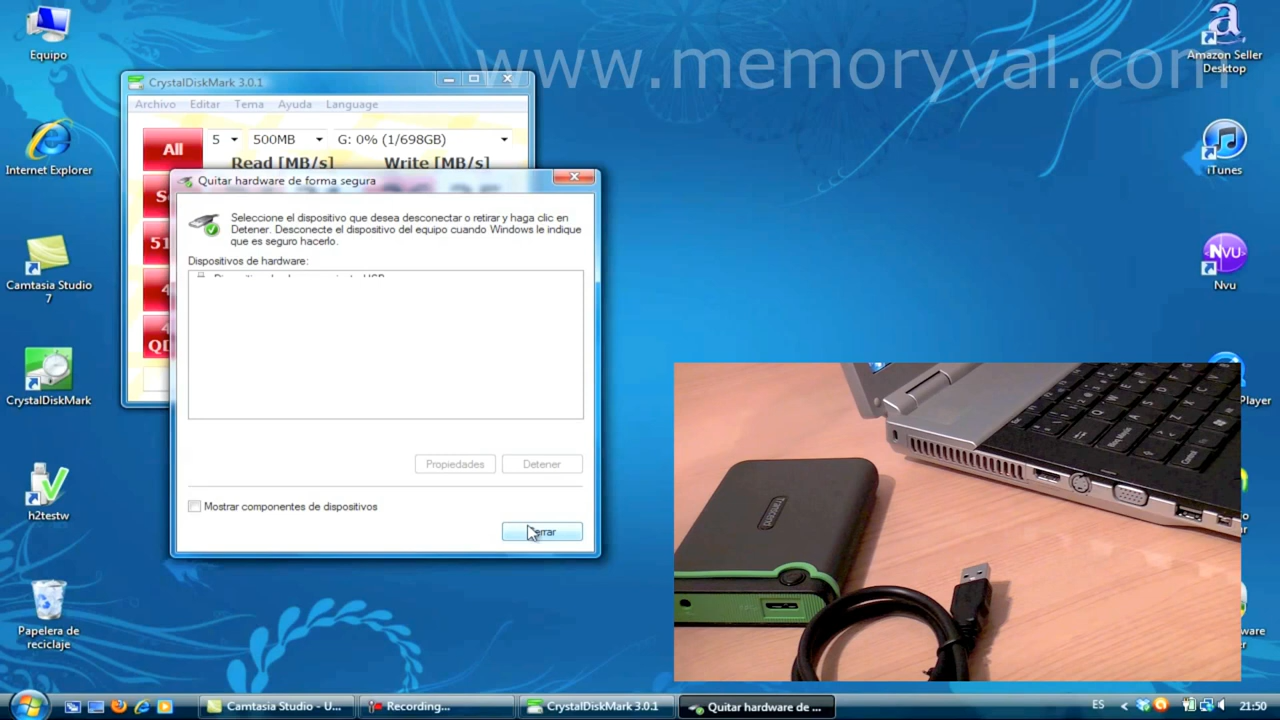 www.memoryval.com
Equipo
Amazon Seller
Desktop
CrystalDiskMark 3.0.1
Archivo Editar Tema Ayuda Language
All 5 500MB G: 0% (1/698GB)
Read [MB/s] Write [MB/s]
Internet Explorer
iTunes
Quitar hardware de forma segura
Seleccione el dispositivo que desea desconectar o retirar y haga clic en
Detener. Desconecte el dispositivo del equipo cuando Windows le indique
que es seguro hacerlo.
Dispositivos de hardware:
Camtasia Studio
7
NVU
Nvu
CrystalDiskMark
Player
Propiedades Detener
Mostrar componentes de dispositivos
h2testw
Papelera de
reciclaje
Camtasia Studio - U...
Recording...
CrystalDiskMark 3.0.1
Quitar hardware de ...
ES
21:50